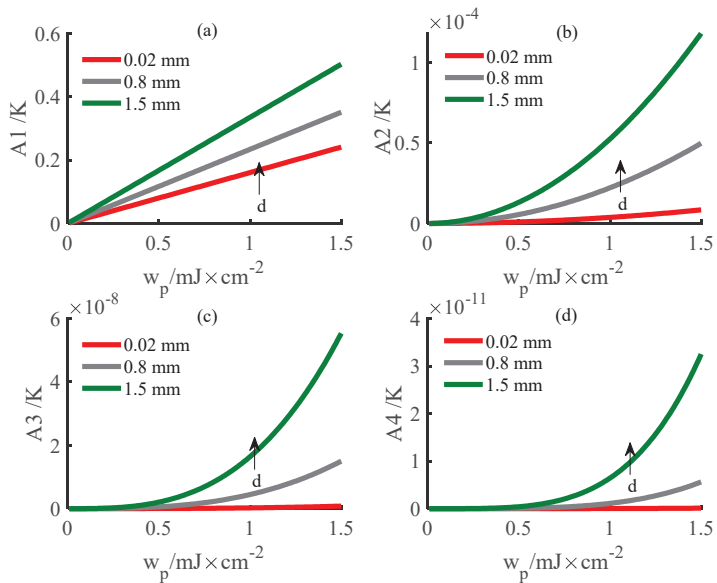 (a)
0.6
0.4
0.2
0
A1 /K
0.02 mm
0.8 mm
1.5 mm
d
0
0.5
1
1.5
w_p/mJ×cm⁻²
×10⁻⁴
(b)
1
0.5
0
A2 /K
0.02 mm
0.8 mm
1.5 mm
d
0
0.5
1
1.5
w_p/mJ×cm⁻²
×10⁻⁸
(c)
6
4
2
0
A3 /K
0.02 mm
0.8 mm
1.5 mm
d
0
0.5
1
1.5
w_p/mJ×cm⁻²
×10⁻¹¹
(d)
4
3
2
1
0
A4 /K
0.02 mm
0.8 mm
1.5 mm
d
0
0.5
1
1.5
w_p/mJ×cm⁻²